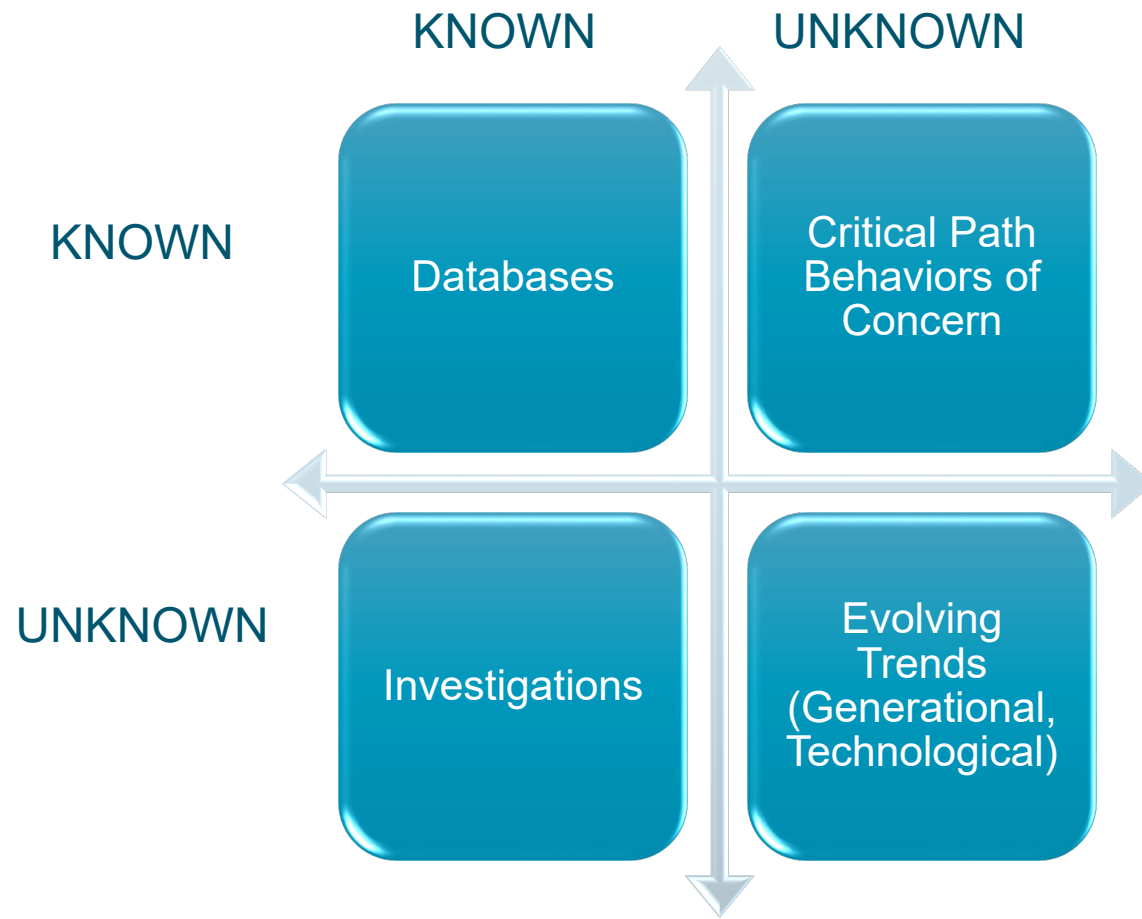 KNOWN
UNKNOWN
KNOWN
Databases
Critical Path
Behaviors of
Concern
UNKNOWN
Investigations
Evolving
Trends
(Generational,
Technological)